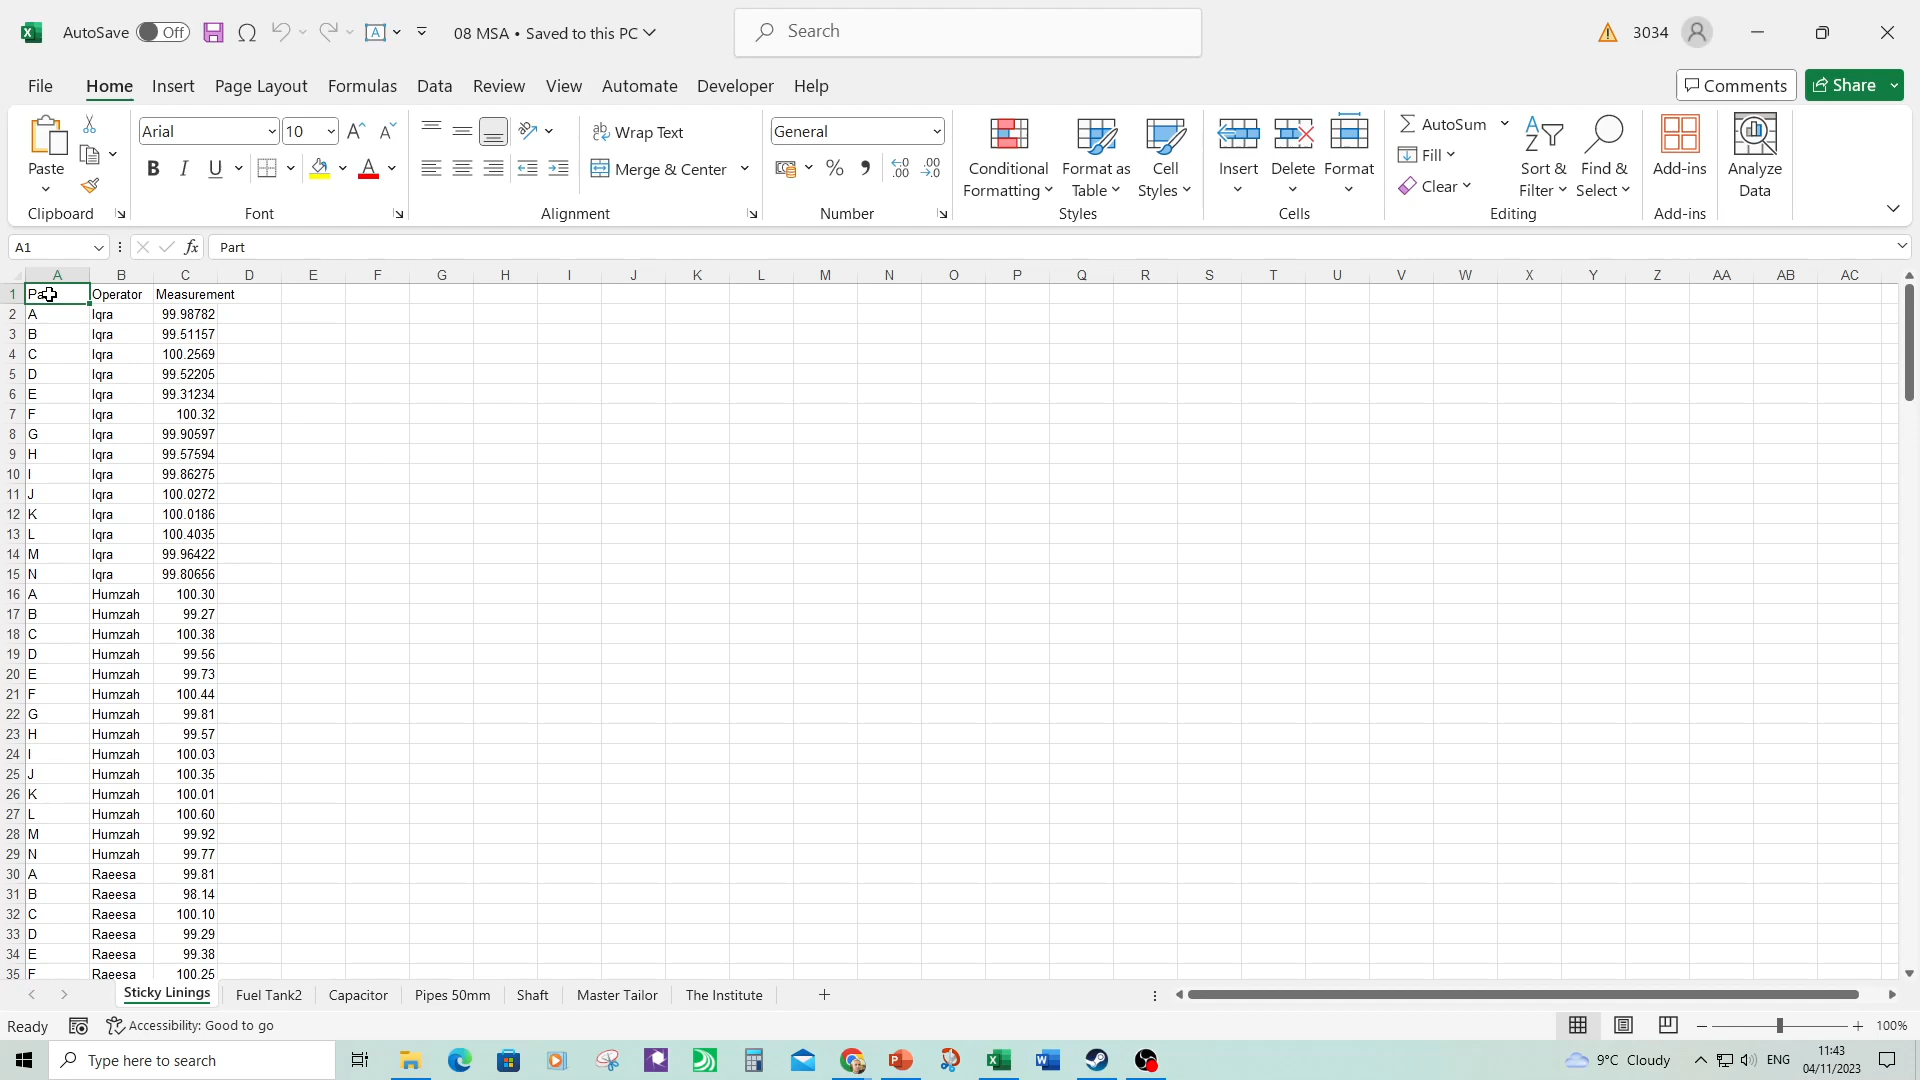 AutoSave Off A 08 MSA • Saved to this PC Search 3034
File Home Insert Page Layout Formulas Data Review View Automate Developer Help Comments Share
Paste Arial 10 A A Wrap Text General Conditional Formatting Format as Table Cell Styles Insert Delete Format AutoSum Fill Clear Sort & Filter Find & Select Add-ins Analyze Data
B I U A Merge & Center % 9
Clipboard Font Alignment Number Styles Cells Editing Add-ins
A1 fx Part
A B C D E F G H I J K L M N O P Q R S T U V W X Y Z AA AB AC
1 Operator Measurement
2 A Iqra 99.98782
3 B Iqra 99.51157
4 C Iqra 100.2569
5 D Iqra 99.52205
6 E Iqra 99.31234
7 F Iqra 100.32
8 G Iqra 99.90597
9 H Iqra 99.57594
10 I Iqra 99.86275
11 J Iqra 100.0272
12 K Iqra 100.0186
13 L Iqra 100.4035
14 M Iqra 99.96422
15 N Iqra 99.80656
16 A Humzah 100.30
17 B Humzah 99.27
18 C Humzah 100.38
19 D Humzah 99.56
20 E Humzah 99.73
21 F Humzah 100.44
22 G Humzah 99.81
23 H Humzah 99.57
24 I Humzah 100.03
25 J Humzah 100.35
26 K Humzah 100.01
27 L Humzah 100.60
28 M Humzah 99.92
29 N Humzah 99.77
30 A Raeesa 99.81
31 B Raeesa 98.14
32 C Raeesa 100.10
33 D Raeesa 99.29
34 E Raeesa 99.38
35 F Raeesa 100.25
Sticky Linings Fuel Tank2 Capacitor Pipes 50mm Shaft Master Tailor The Institute
Ready Accessibility: Good to go 100%
Type here to search 9°C Cloudy ENG 11:43
04/11/2023